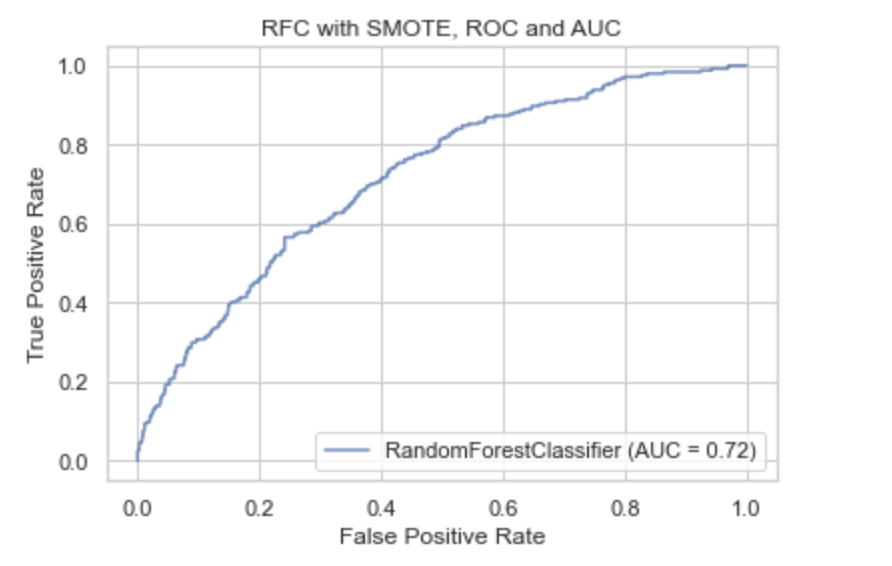 RFC with SMOTE, ROC and AUC
1.0
0.8
0.6
0.4
0.2
0.0
True Positive Rate
RandomForestClassifier (AUC = 0.72)
0.0 0.2 0.4 0.6 0.8 1.0
False Positive Rate